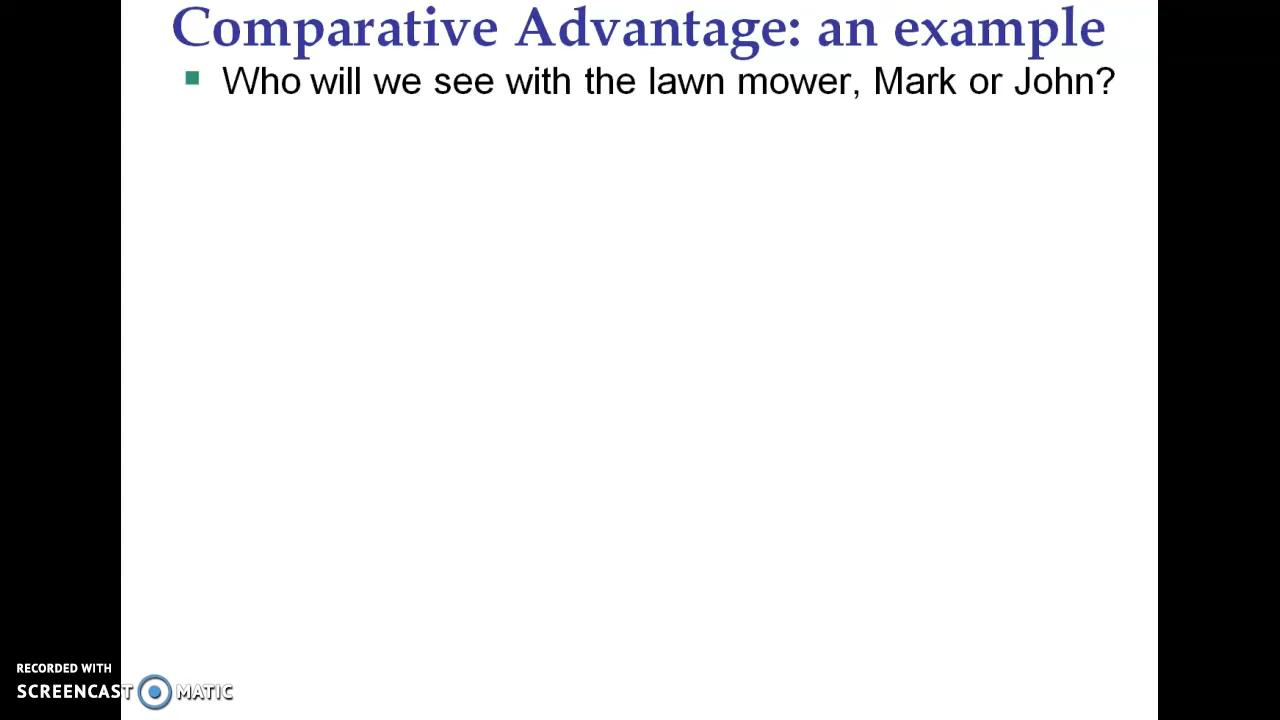 Comparative Advantage: an example
Who will we see with the lawn mower, Mark or John?
RECORDED WITH
SCREENCAST MATIC